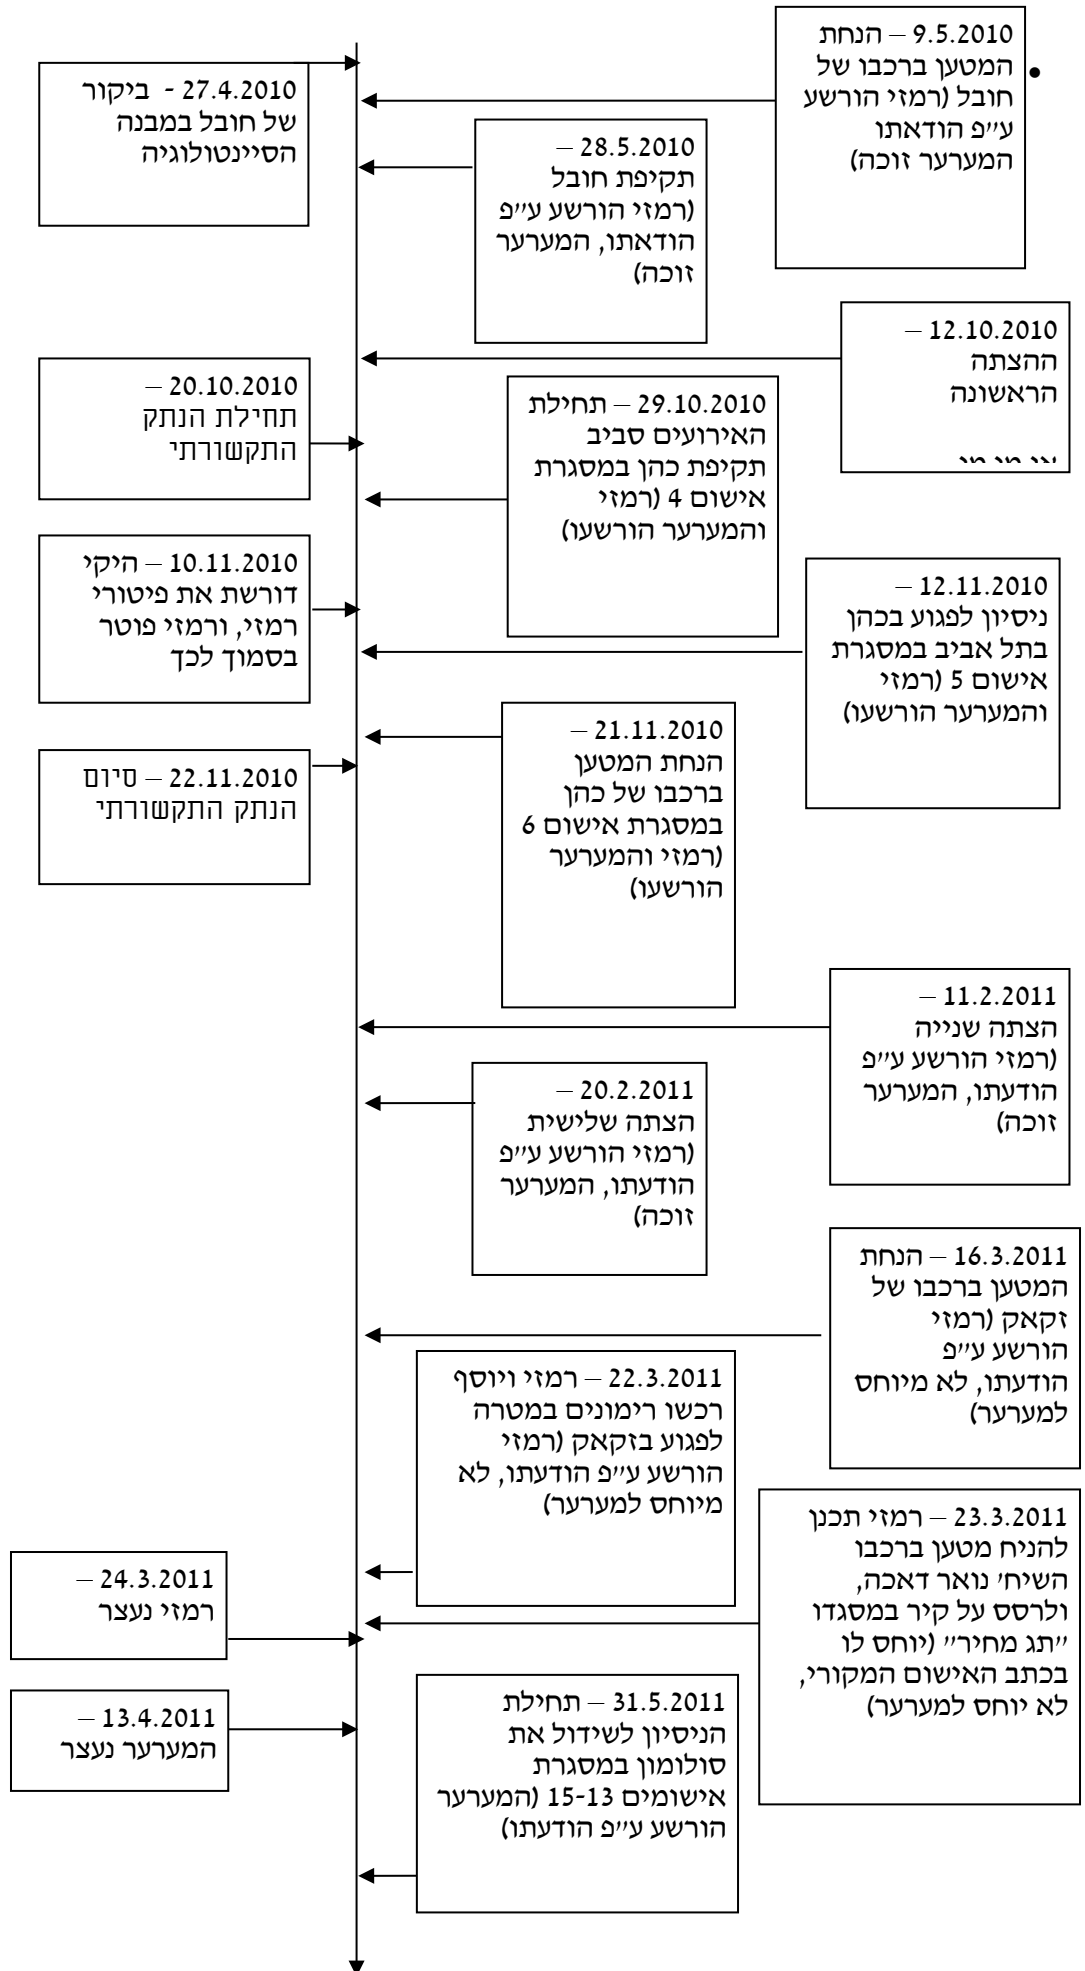 9.5.2010 – הנחת
המטען ברכבו של
חובל (רמזי הורשע
ע״פ הודאתו
המערער זוכה)
27.4.2010 - ביקור
של חובל במבנה
הסיינטולוגיה
28.5.2010 –
תקיפת חובל
(רמזי הורשע ע״פ
הודאתו, המערער
זוכה)
12.10.2010 –
ההצתה
הראשונה
20.10.2010 –
תחילת הנתק
התקשורתי
29.10.2010 – תחילת
האירועים סביב
תקיפת כהן במסגרת
אישום 4 (רמזי
והמערער הורשעו)
10.11.2010 – היקי
דורשת את פיטורי
רמזי, ורמזי פוטר
בסמוך לכך
12.11.2010 –
ניסיון לפגוע בכהן
בתל אביב במסגרת
אישום 5 (רמזי
והמערער הורשעו)
21.11.2010 –
הנחת המטען
ברכבו של כהן
במסגרת אישום 6
(רמזי והמערער
הורשעו)
22.11.2010 – סיום
הנתק התקשורתי
11.2.2011 –
הצתה שנייה
(רמזי הורשע ע״פ
הודעתו, המערער
זוכה)
20.2.2011 –
הצתה שלישית
(רמזי הורשע ע״פ
הודעתו, המערער
זוכה)
16.3.2011 – הנחת
המטען ברכבו של
זקאק (רמזי
הורשע ע״פ
הודעתו, לא מיוחס
למערער)
22.3.2011 – רמזי ויוסף
רכשו רימונים במטרה
לפגוע בזקאק (רמזי
הורשע ע״פ הודעתו, לא
מיוחס למערער)
23.3.2011 – רמזי תכנן
להניח מטען ברכבו
השיח׳ נואר דאכה,
ולרסס על קיר במסגדו
״תג מחיר״ (יוחס לו
בכתב האישום המקורי,
לא יוחס למערער)
24.3.2011 –
רמזי נעצר
13.4.2011 –
המערער נעצר
31.5.2011 – תחילת
הניסיון לשידול את
סולומון במסגרת
אישומים 15-13 (המערער
הורשע ע״פ הודעתו)